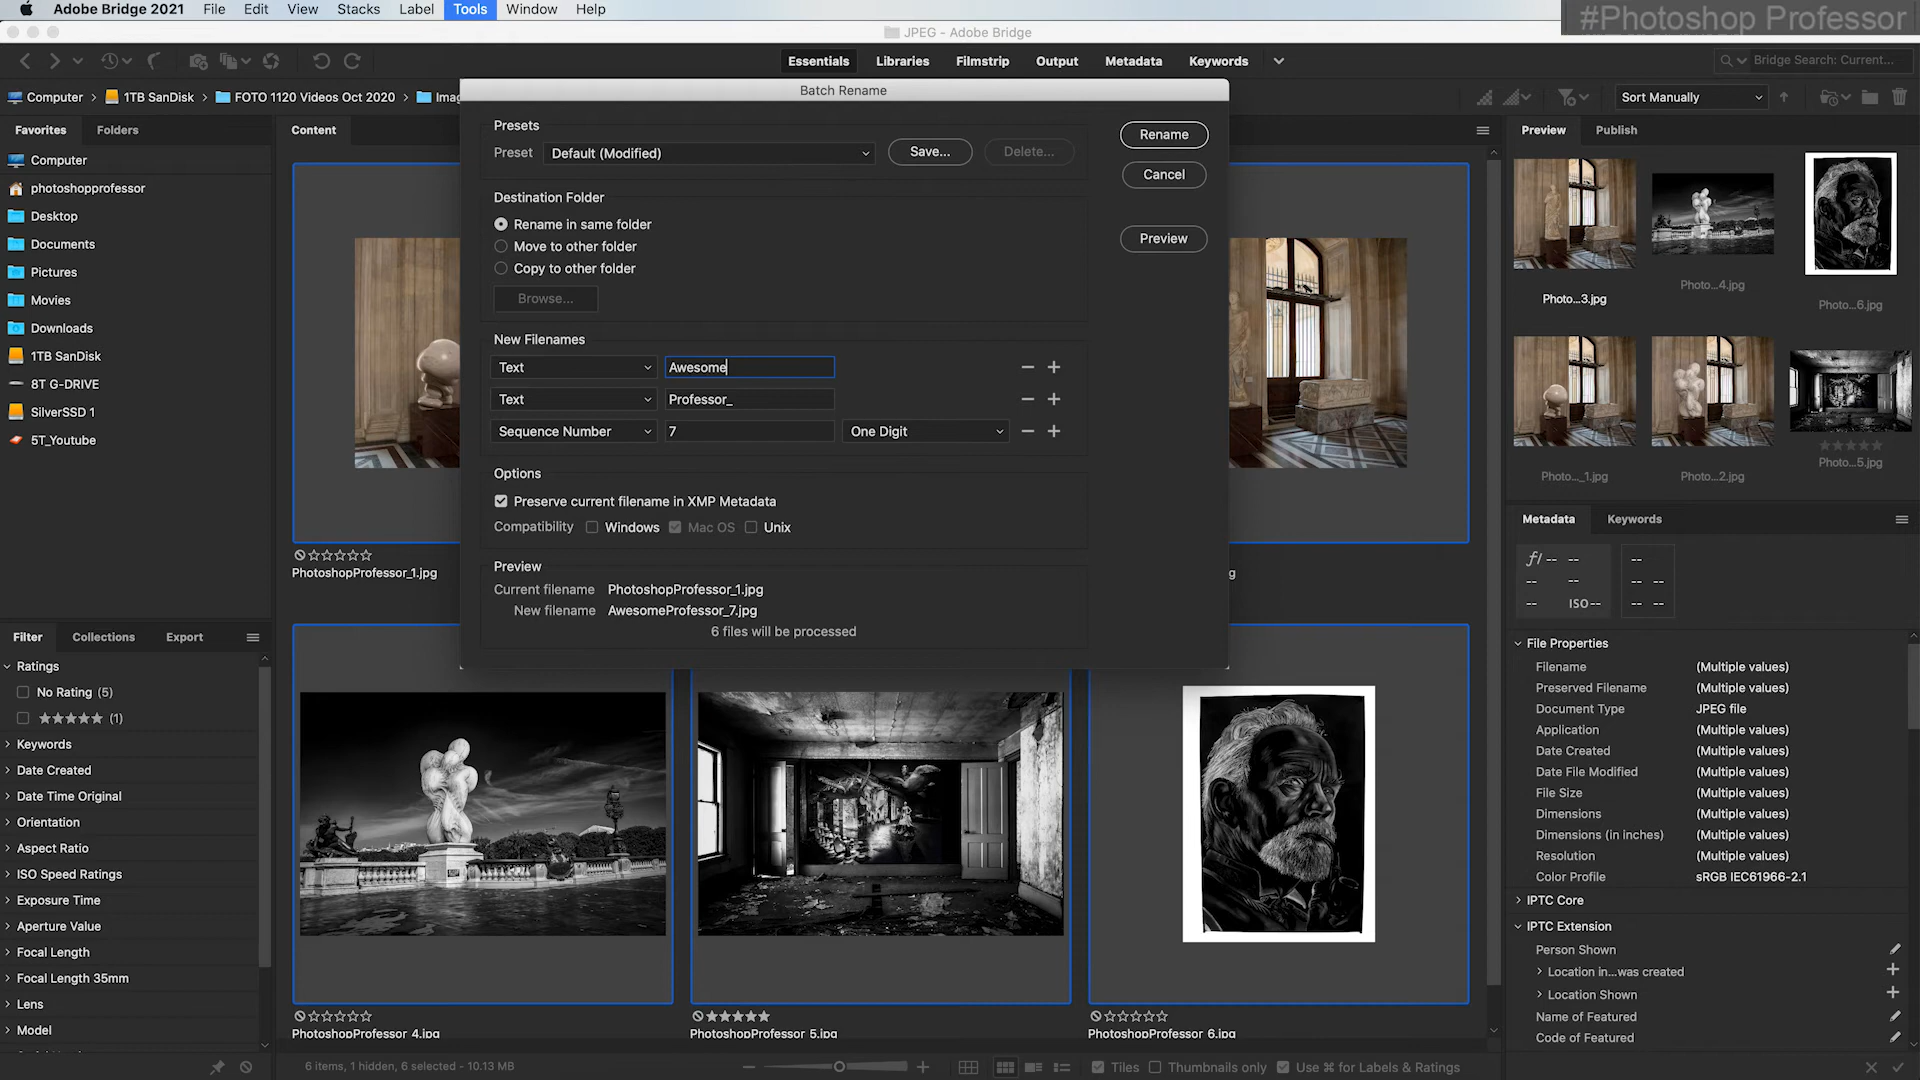 Adobe Bridge 2021 File Edit View Stacks Label Tools Window Help
#Photoshop Professor
JPEG - Adobe Bridge
Essentials Libraries Filmstrip Output Metadata Keywords
Bridge Search: Current...
Computer 1TB SanDisk FOTO 1120 Videos Oct 2020 Imag
Sort Manually
Favorites Folders
Computer
photoshopprofessor
Desktop
Documents
Pictures
Movies
Downloads
1TB SanDisk
8T G-DRIVE
SilverSSD 1
5T_Youtube
Content
Batch Rename
Presets
Preset Default (Modified) Save... Delete...
Rename
Cancel
Preview
Destination Folder
Rename in same folder
Move to other folder
Copy to other folder
Browse...
New Filenames
Text Awesome
Text Professor_
Sequence Number 7 One Digit
Options
Preserve current filename in XMP Metadata
Compatibility Windows Mac OS Unix
Preview
Current filename PhotoshopProfessor_1.jpg
New filename AwesomeProfessor_7.jpg
6 files will be processed
PhotoshopProfessor_1.jpg
g
PhotoshopProfessor_4.jpg
PhotoshopProfessor_5.jpg
PhotoshopProfessor_6.jpg
Filter Collections Export
Ratings
No Rating (5)
★★★★★ (1)
Keywords
Date Created
Date Time Original
Orientation
Aspect Ratio
ISO Speed Ratings
Exposure Time
Aperture Value
Focal Length
Focal Length 35mm
Lens
Model
Preview Publish
Photo...3.jpg
Photo...4.jpg
Photo...6.jpg
Photo..._1.jpg
Photo...2.jpg
Photo...5.jpg
Metadata Keywords
f/ -- -- --
-- -- --
-- ISO-- -- --
File Properties
Filename (Multiple values)
Preserved Filename (Multiple values)
Document Type JPEG file
Application (Multiple values)
Date Created (Multiple values)
Date File Modified (Multiple values)
File Size (Multiple values)
Dimensions (Multiple values)
Dimensions (in inches) (Multiple values)
Resolution (Multiple values)
Color Profile sRGB IEC61966-2.1
IPTC Core
IPTC Extension
Person Shown
Location in...was created
Location Shown
Name of Featured
Code of Featured
6 items, 1 hidden, 6 selected - 10.13 MB
Tiles Thumbnails only Use ⌘ for Labels & Ratings